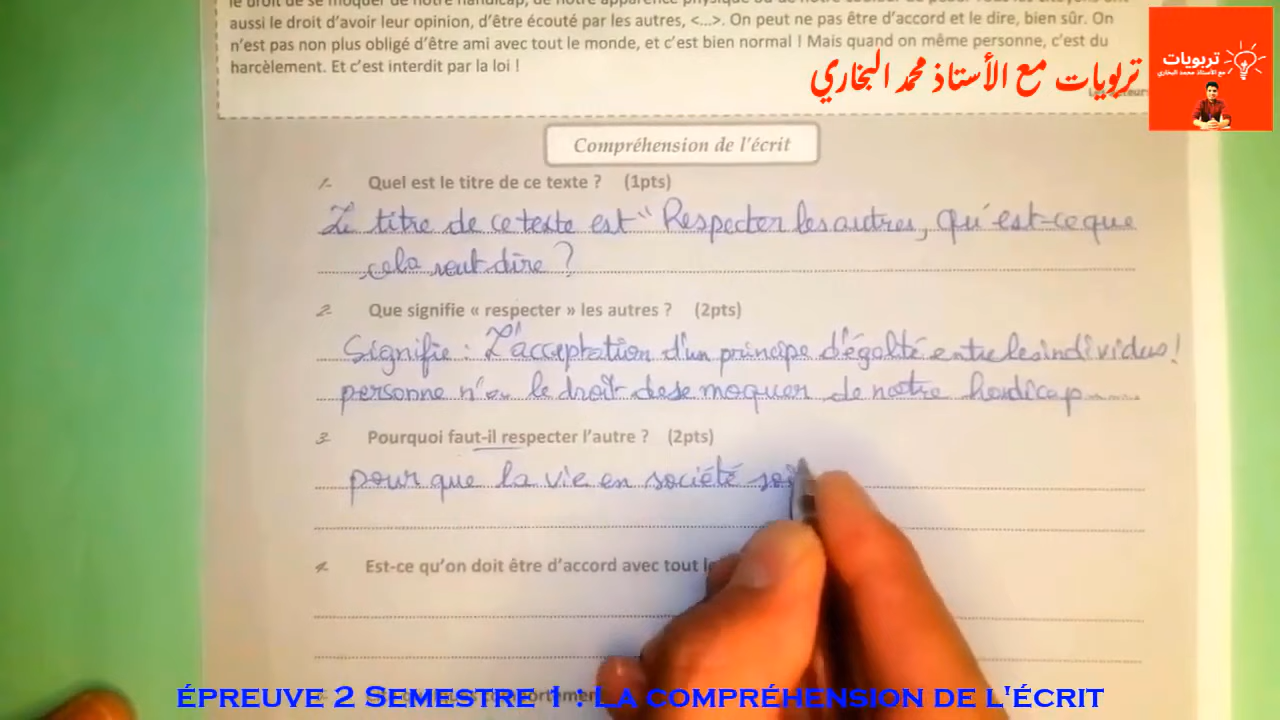 aussi le droit d'avoir leur opinion, d'être écouté par les autres, <...>. On peut ne pas être d'accord et le dire, bien sûr. On
n'est pas non plus obligé d'être ami avec tout le monde, et c'est bien normal ! Mais quand on même personne, c'est du
harcèlement. Et c'est interdit par la loi !
تربويات مع الأستاذ محمد البخاري
تربويات
مع الأستاذ محمد البخاري
Compréhension de l'écrit
1- Quel est le titre de ce texte ? (1pts)
Le titre de ce texte est " Respecter les autres, qu'est-ce que
cela veut dire ?
2- Que signifie « respecter » les autres ? (2pts)
Signifie : L'acceptation d'un principe d'égalité entre les individus !
personne n'a le droit de se moquer de notre handicap
3- Pourquoi faut-il respecter l'autre ? (2pts)
pour que la vie en société soi
4- Est-ce qu'on doit être d'accord avec tout
ÉPREUVE 2 SEMESTRE 1 : LA COMPRÉHENSION DE L'ÉCRIT